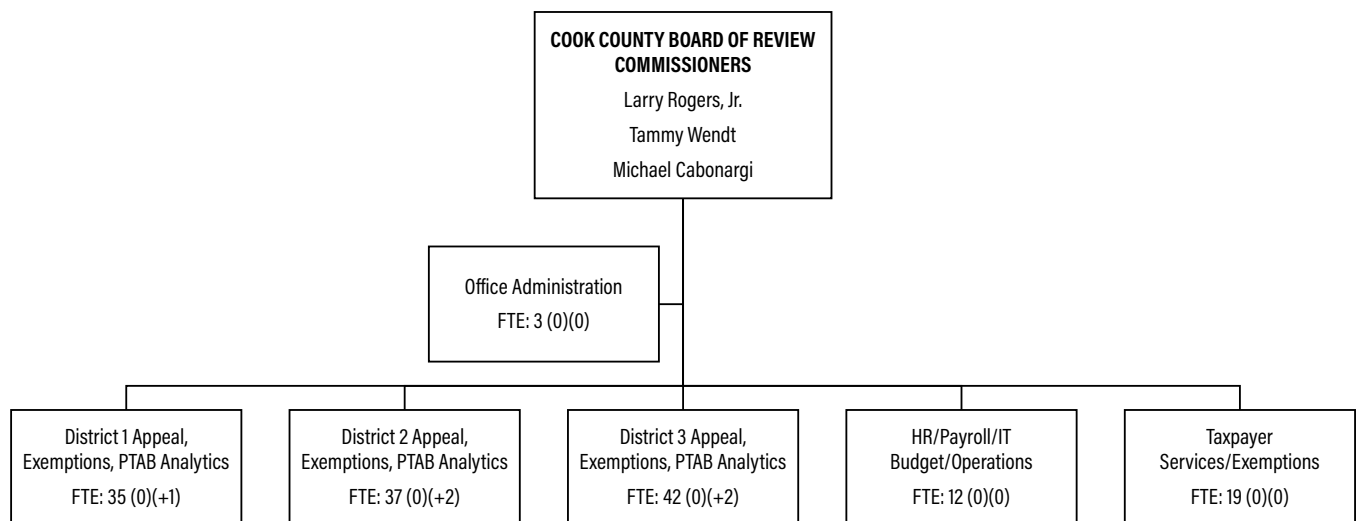 COOK COUNTY BOARD OF REVIEW
COMMISSIONERS
Larry Rogers, Jr.
Tammy Wendt
Michael Cabonargi
Office Administration
FTE: 3 (0)(0)
District 1 Appeal,
Exemptions, PTAB Analytics
FTE: 35 (0)(+1)
District 2 Appeal,
Exemptions, PTAB Analytics
FTE: 37 (0)(+2)
District 3 Appeal,
Exemptions, PTAB Analytics
FTE: 42 (0)(+2)
HR/Payroll/IT
Budget/Operations
FTE: 12 (0)(0)
Taxpayer
Services/Exemptions
FTE: 19 (0)(0)